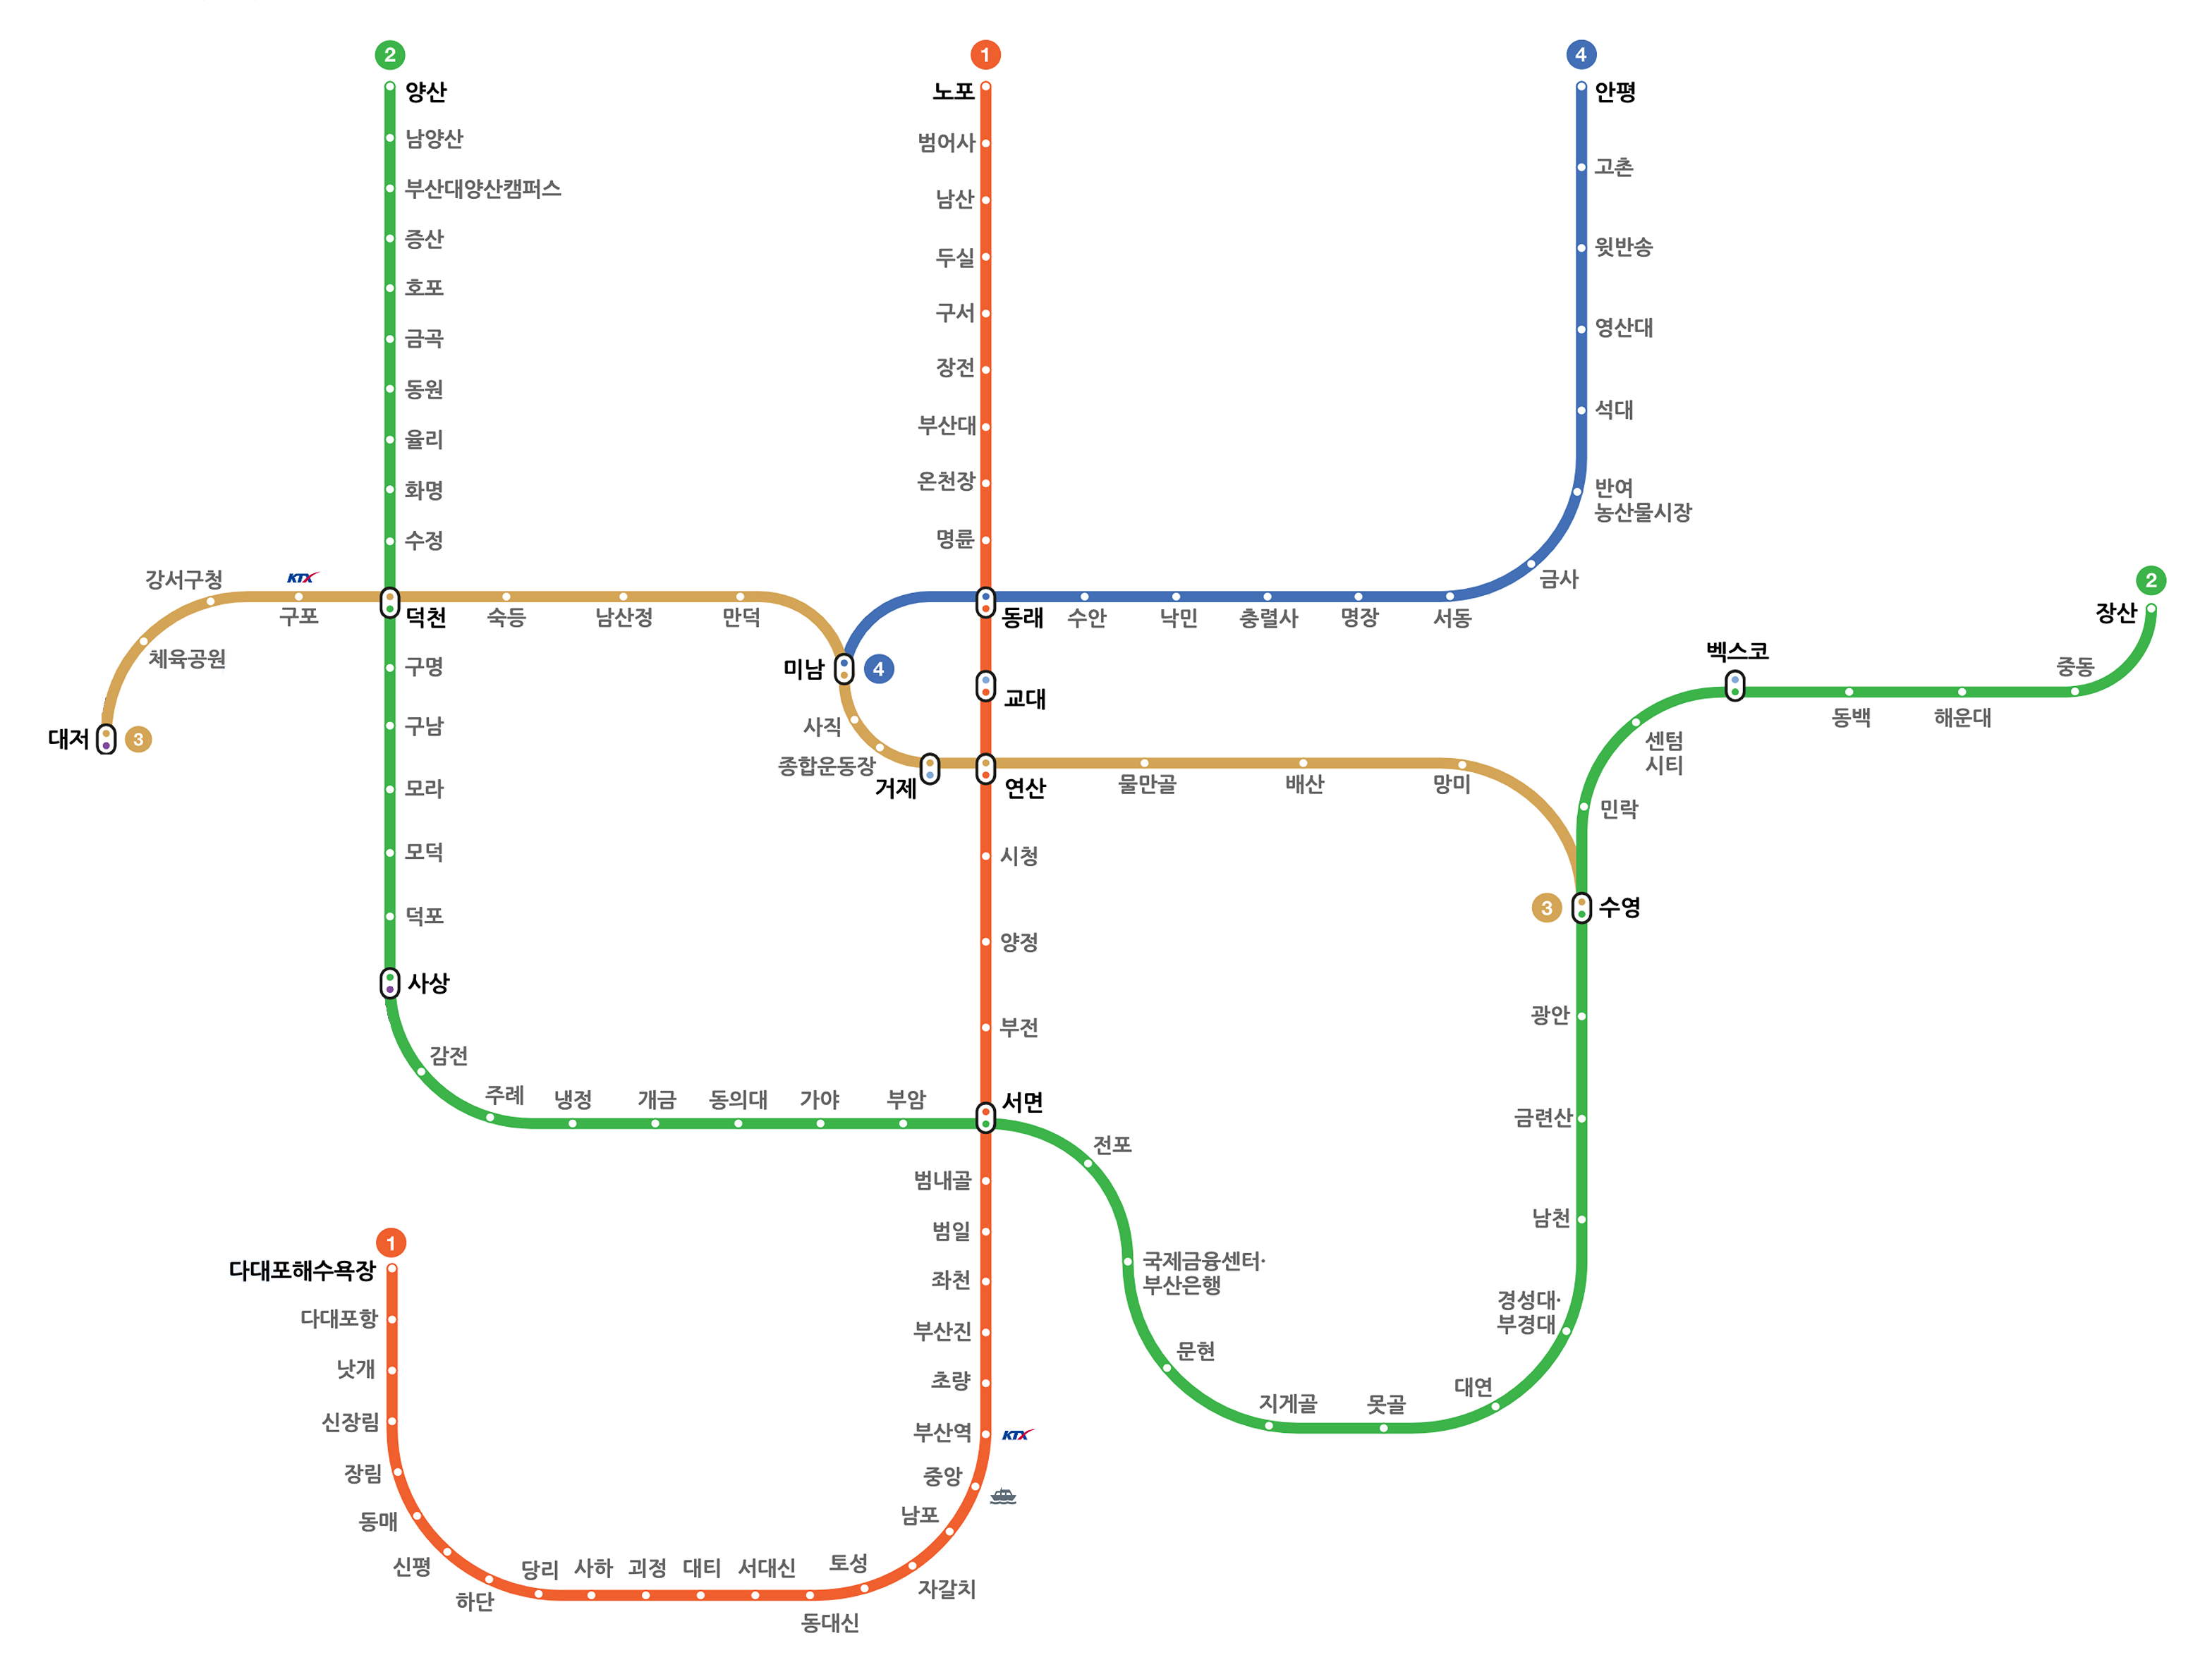 2
양산
남양산
부산대양산캠퍼스
증산
호포
금곡
동원
율리
화명
수정
덕천
구명
구남
모라
모덕
덕포
사상
감전
주례
냉정
개금
동의대
가야
부암
서면
전포
국제금융센터·
부산은행
문현
지게골
못골
대연
경성대·
부경대
남천
금련산
광안
수영
민락
센텀
시티
벡스코
동백
해운대
중동
장산
2
1
노포
범어사
남산
두실
구서
장전
부산대
온천장
명륜
동래
교대
연산
시청
양정
부전
범내골
범일
좌천
부산진
초량
부산역
KTX
중앙
남포
자갈치
토성
동대신
서대신
대티
괴정
사하
당리
하단
신평
동매
장림
신장림
낫개
다대포항
다대포해수욕장
1
4
안평
고촌
윗반송
영산대
석대
반여
농산물시장
금사
서동
명장
충렬사
낙민
수안
미남
4
대저
3
체육공원
강서구청
KTX
구포
숙등
남산정
만덕
사직
종합운동장
거제
물만골
배산
망미
3